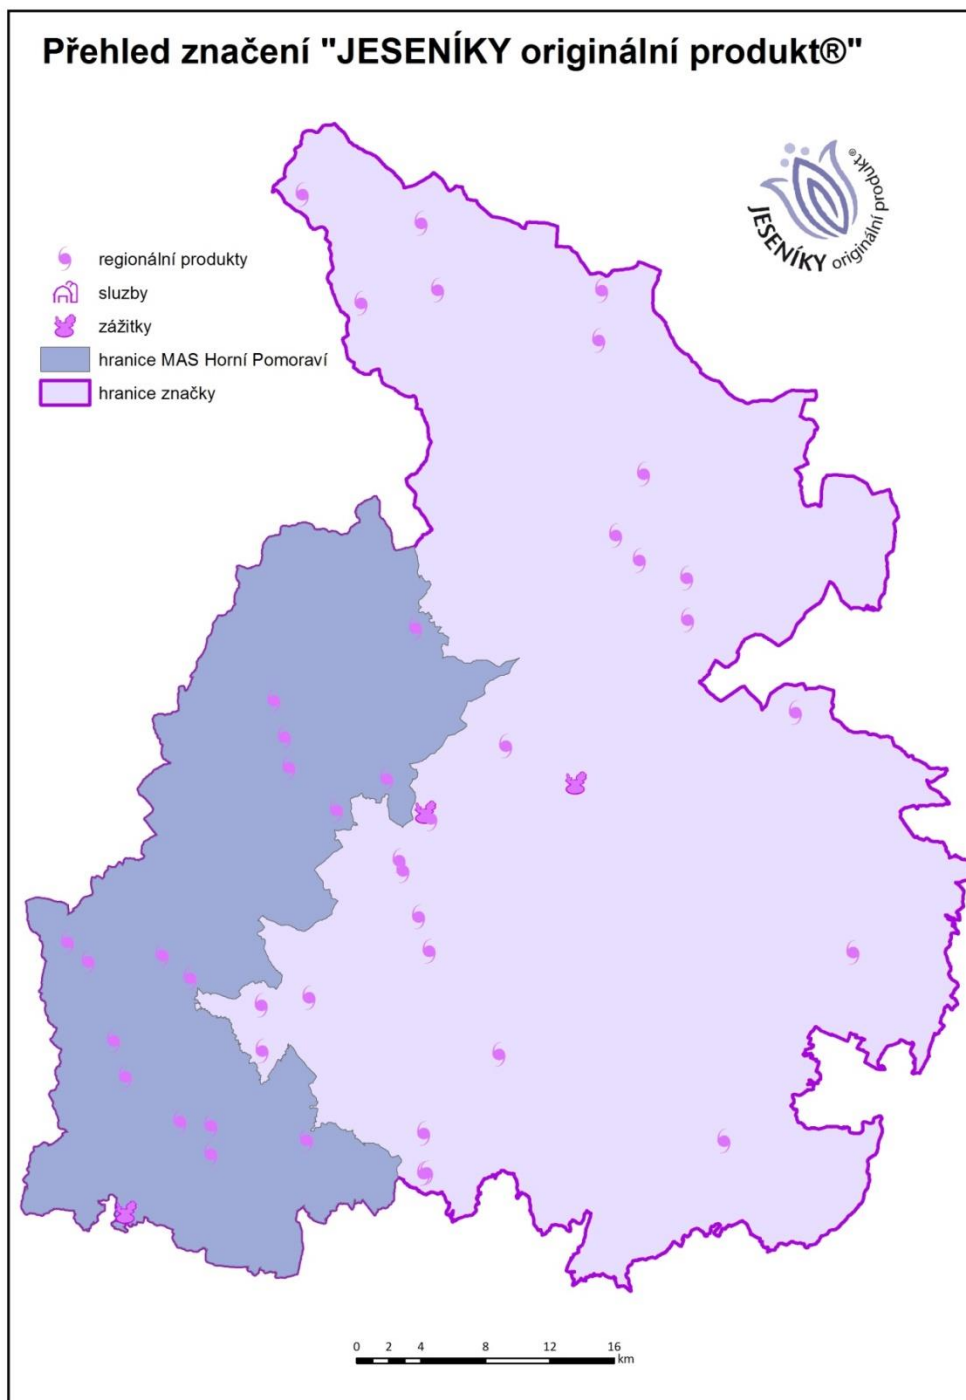 Přehled značení "JESENÍKY originální produkt®"
JESENÍKY originální produkt®
regionální produkty
sluzby
zážitky
hranice MAS Horní Pomoraví
hranice značky
0 2 4 8 12 16
km